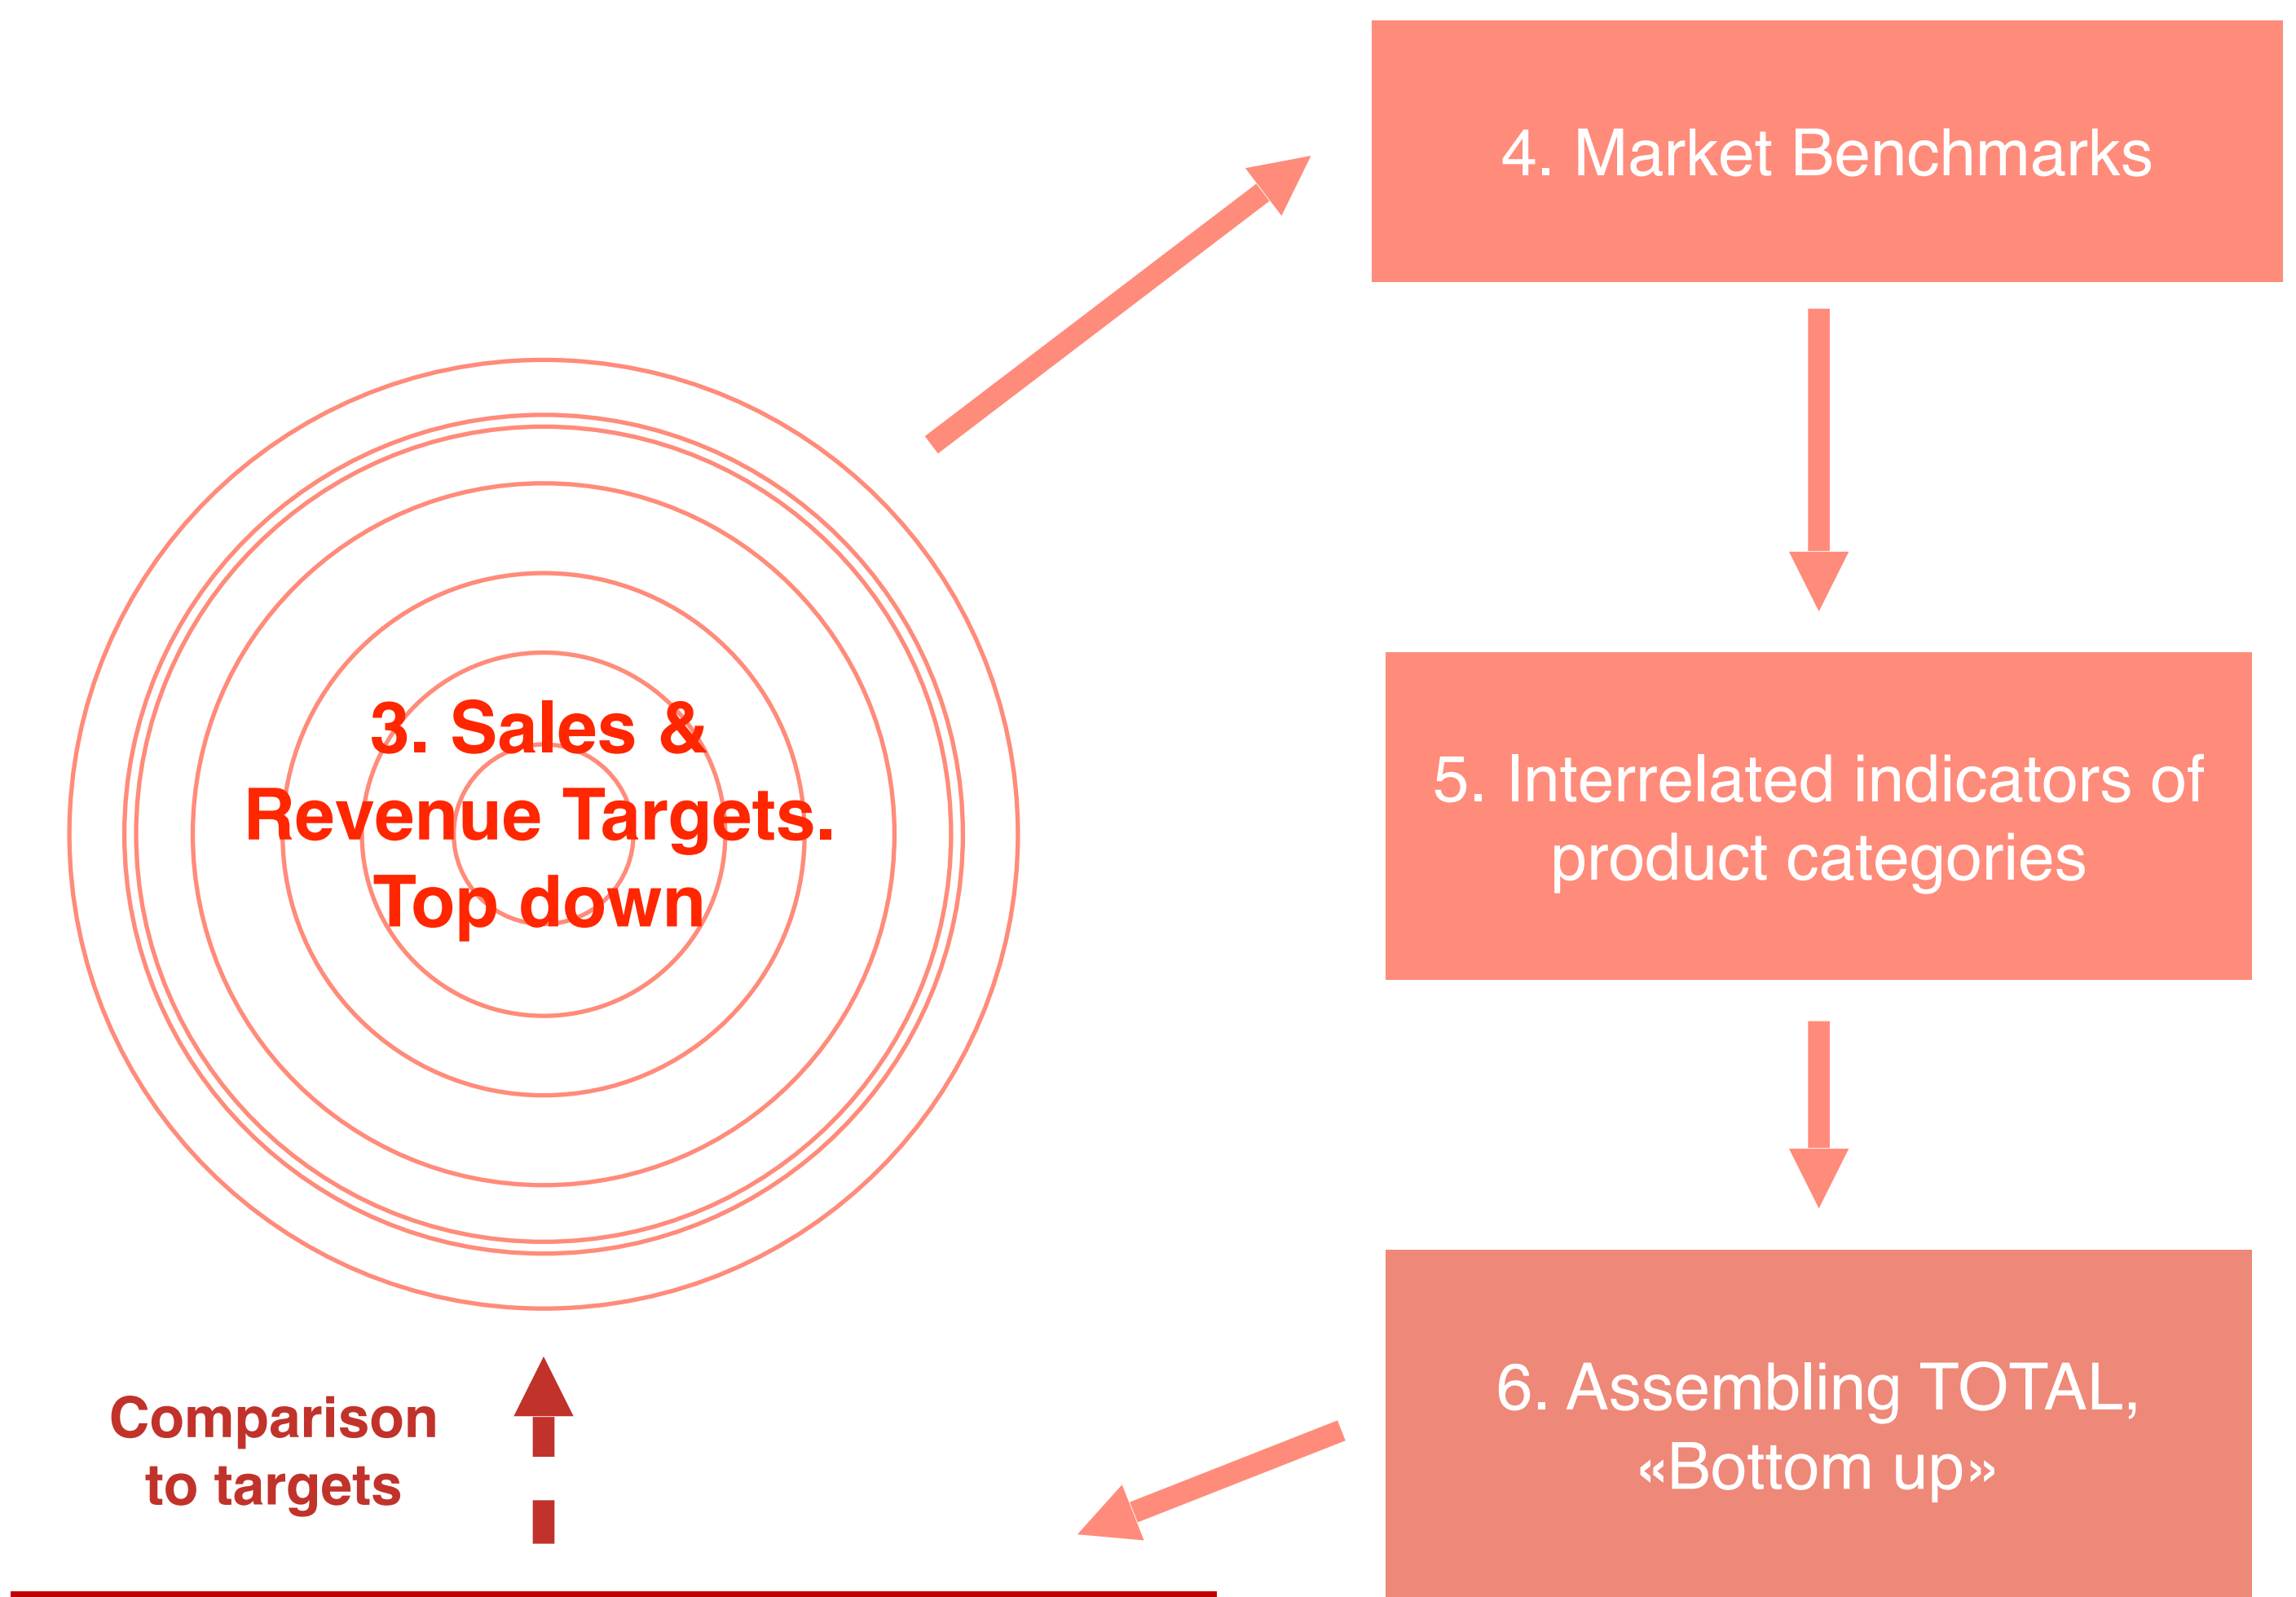 4. Market Benchmarks
3. Sales &
Revenue Targets.
Top down
5. Interrelated indicators of
product categories
6. Assembling TOTAL,
«Bottom up»
Comparison
to targets